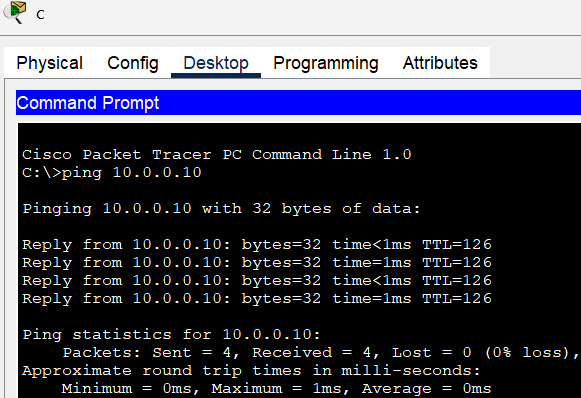 C
Physical Config Desktop Programming Attributes
Command Prompt
Cisco Packet Tracer PC Command Line 1.0
C:\>ping 10.0.0.10
Pinging 10.0.0.10 with 32 bytes of data:
Reply from 10.0.0.10: bytes=32 time<1ms TTL=126
Reply from 10.0.0.10: bytes=32 time=1ms TTL=126
Reply from 10.0.0.10: bytes=32 time<1ms TTL=126
Reply from 10.0.0.10: bytes=32 time=1ms TTL=126
Ping statistics for 10.0.0.10:
Packets: Sent = 4, Received = 4, Lost = 0 (0% loss),
Approximate round trip times in milli-seconds:
Minimum = 0ms, Maximum = 1ms, Average = 0ms